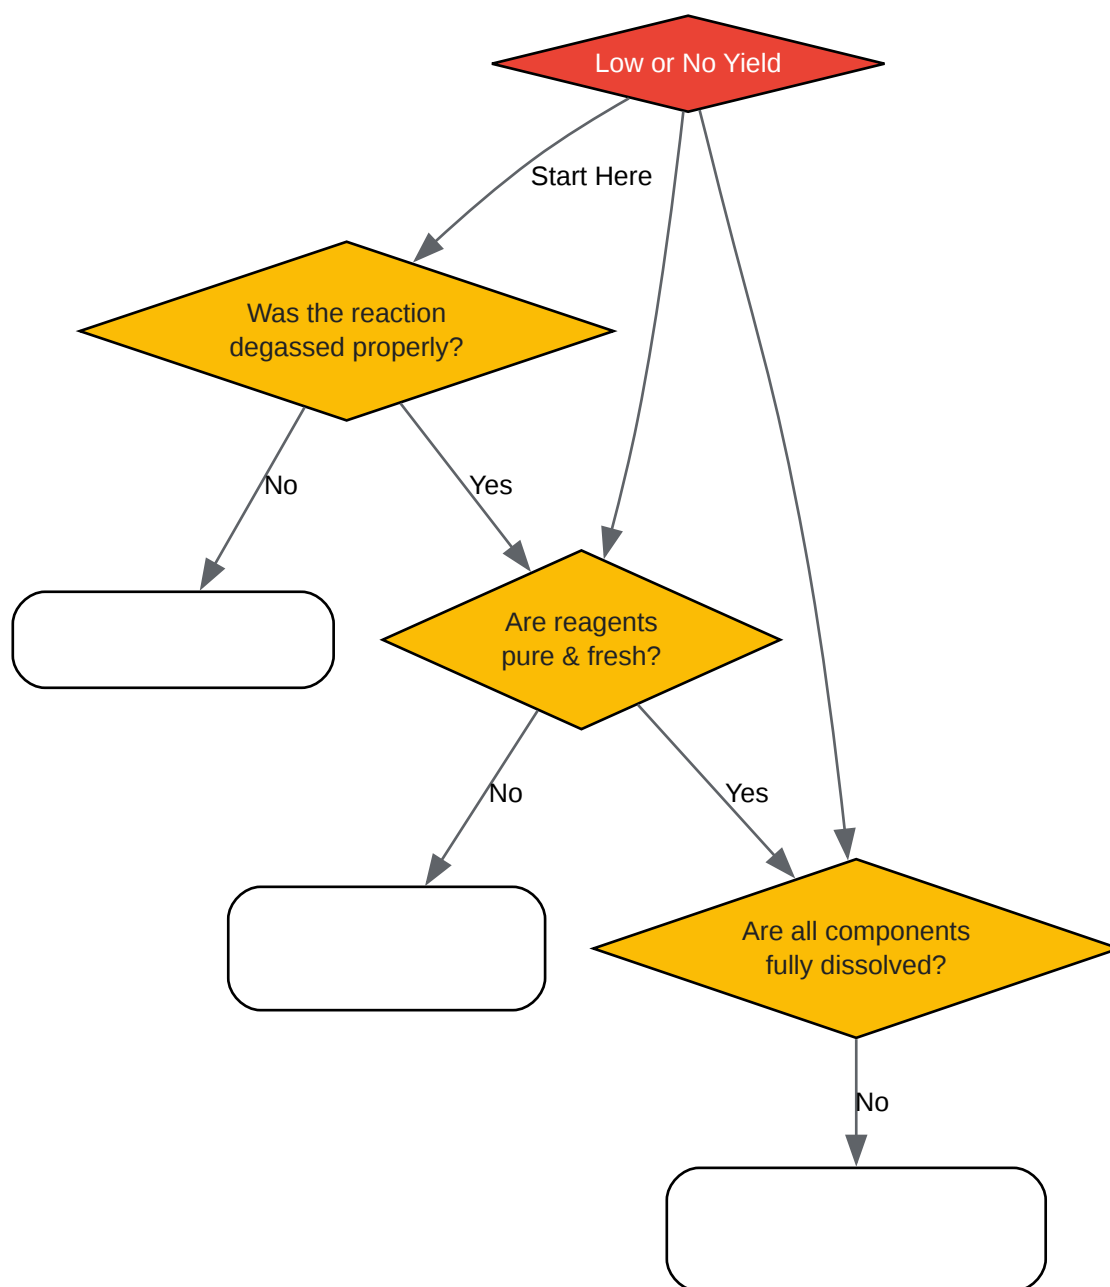 Low or No Yield
Start Here
Was the reaction
degassed properly?
No
Yes
Are reagents
pure & fresh?
No
Yes
Are all components
fully dissolved?
No